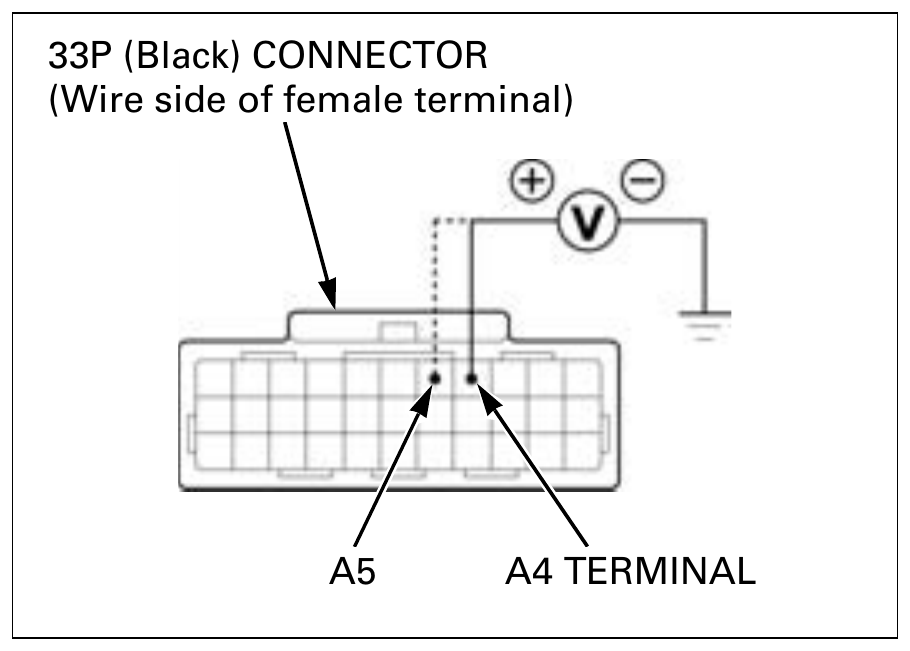 33P (Black) CONNECTOR
(Wire side of female terminal)
+ −
V
A5 A4 TERMINAL